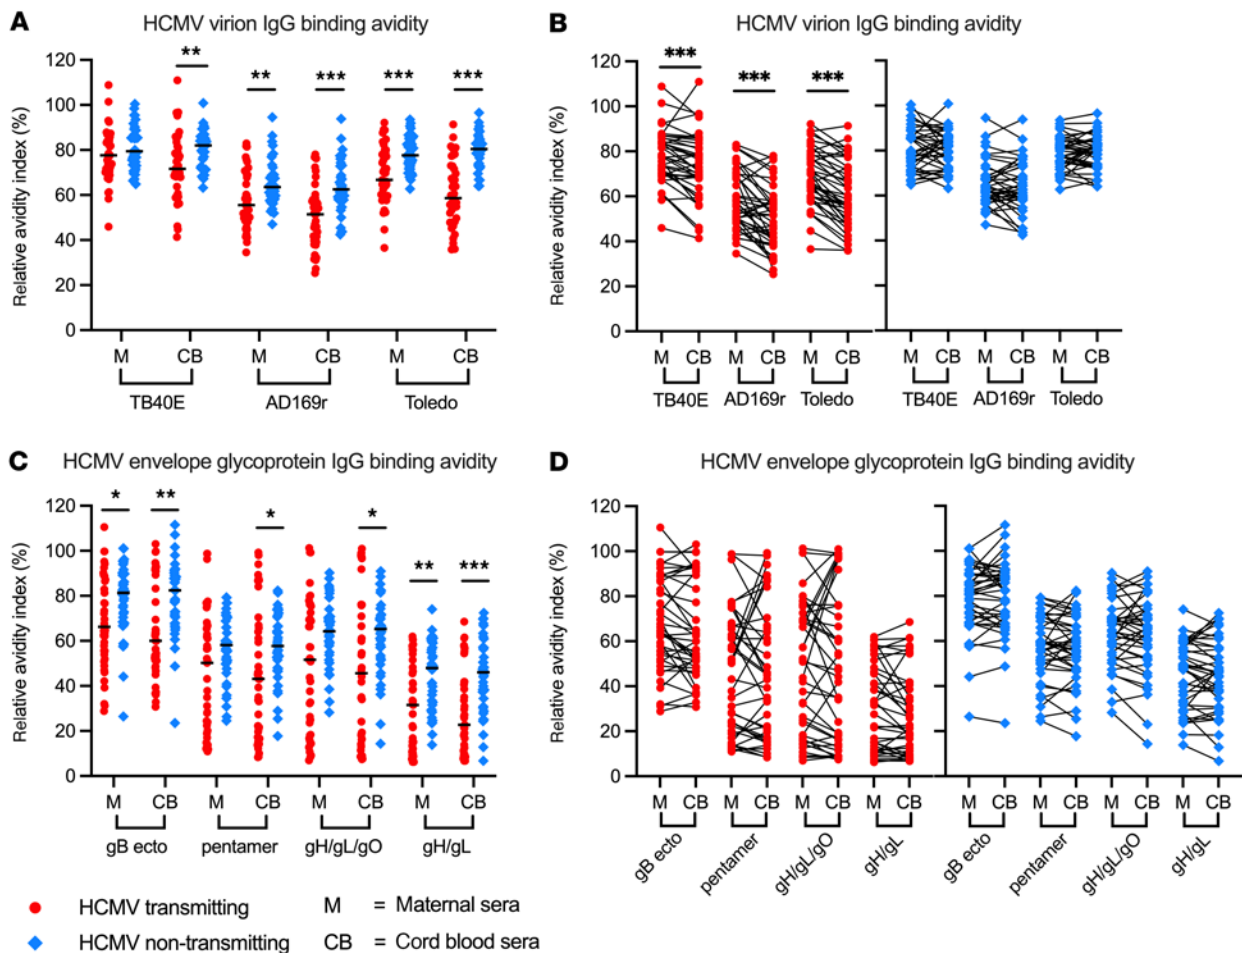 A
HCMV virion IgG binding avidity
Relative avidity index (%)
120
100
80
60
40
20
0
** ** *** *** ***
M CB M CB M CB
TB40E AD169r Toledo
B
HCMV virion IgG binding avidity
Relative avidity index (%)
120
100
80
60
40
20
0
*** *** ***
M CB M CB M CB M CB M CB M CB
TB40E AD169r Toledo TB40E AD169r Toledo
C
HCMV envelope glycoprotein IgG binding avidity
Relative avidity index (%)
120
100
80
60
40
20
0
* ** * * ** ***
M CB M CB M CB M CB
gB ecto pentamer gH/gL/gO gH/gL
D
HCMV envelope glycoprotein IgG binding avidity
Relative avidity index (%)
120
100
80
60
40
20
0
M CB M CB M CB M CB M CB M CB M CB M CB
gB ecto pentamer gH/gL/gO gH/gL gB ecto pentamer gH/gL/gO gH/gL
HCMV transmitting M = Maternal sera
HCMV non-transmitting CB = Cord blood sera